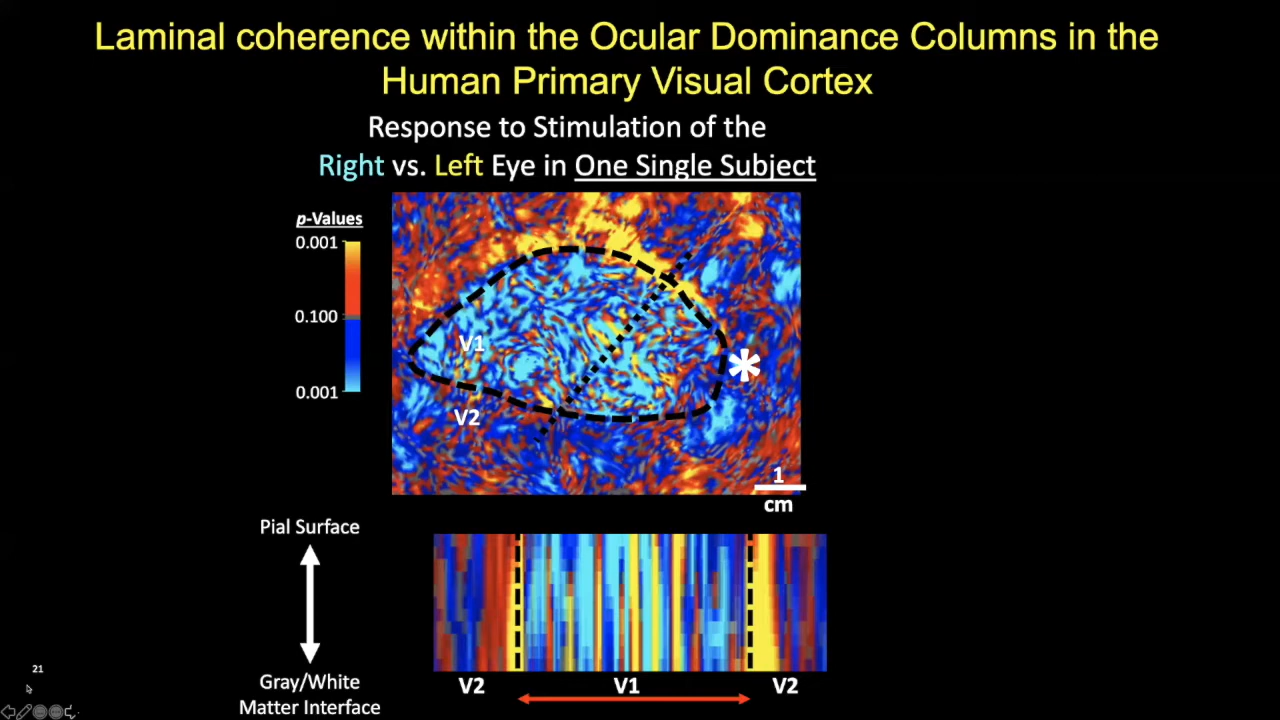 Laminal coherence within the Ocular Dominance Columns in the
Human Primary Visual Cortex
Response to Stimulation of the
Right vs. Left Eye in One Single Subject
p-Values
0.001
0.100
0.001
V1
V2
*
1
cm
Pial Surface
Gray/White
Matter Interface
V2
V1
V2
21